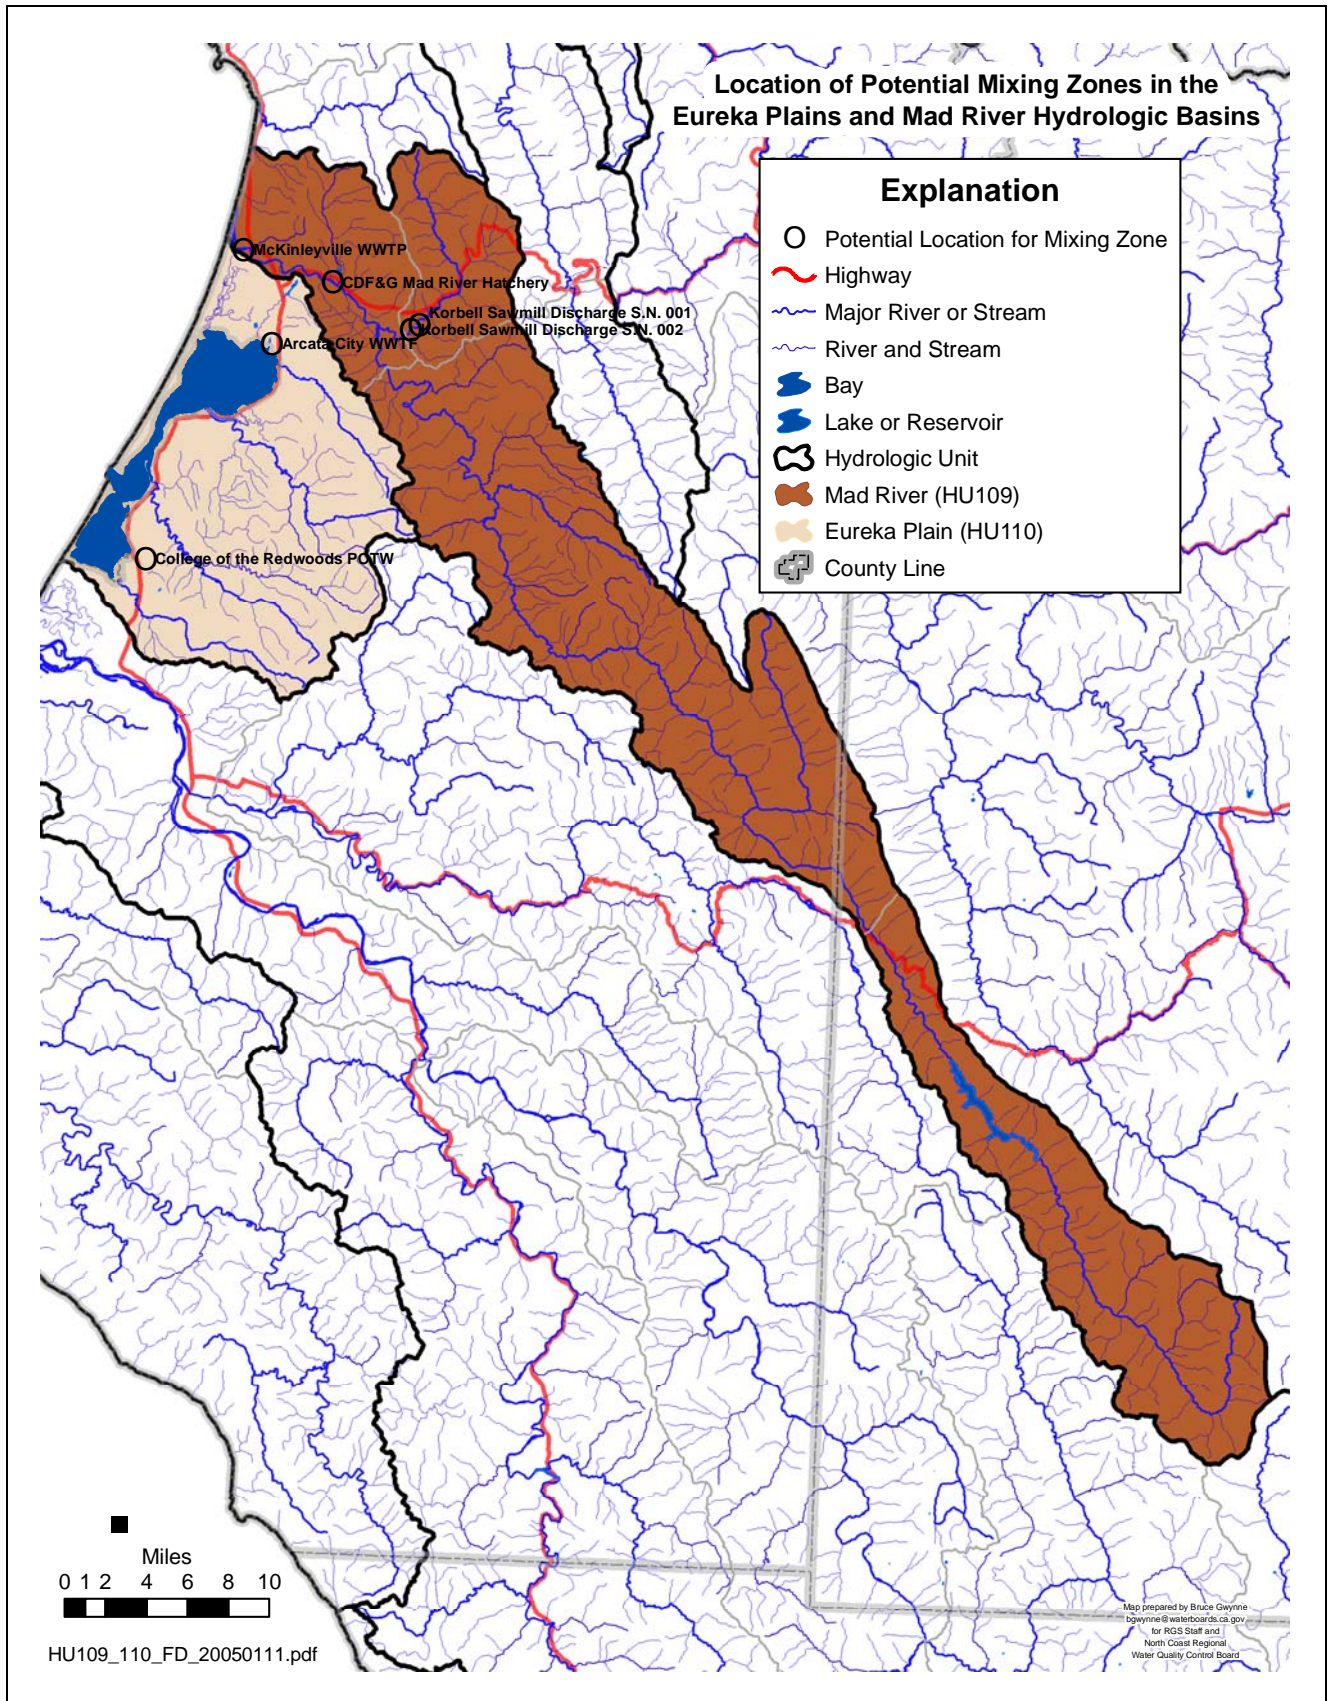 Location of Potential Mixing Zones in the
Eureka Plains and Mad River Hydrologic Basins
Explanation
Potential Location for Mixing Zone
Highway
Major River or Stream
River and Stream
Bay
Lake or Reservoir
Hydrologic Unit
Mad River (HU109)
Eureka Plain (HU110)
County Line
McKinleyville WWTP
CDF&G Mad River Hatchery
Korbell Sawmill Discharge S.N. 001
Korbell Sawmill Discharge S.N. 002
Arcata City WWTF
College of the Redwoods POTW
Miles
0 1 2 4 6 8 10
HU109_110_FD_20050111.pdf
Map prepared by Bruce Gwynne
bgwynne@waterboards.ca.gov
for RGS Staff and
North Coast Regional
Water Quality Control Board